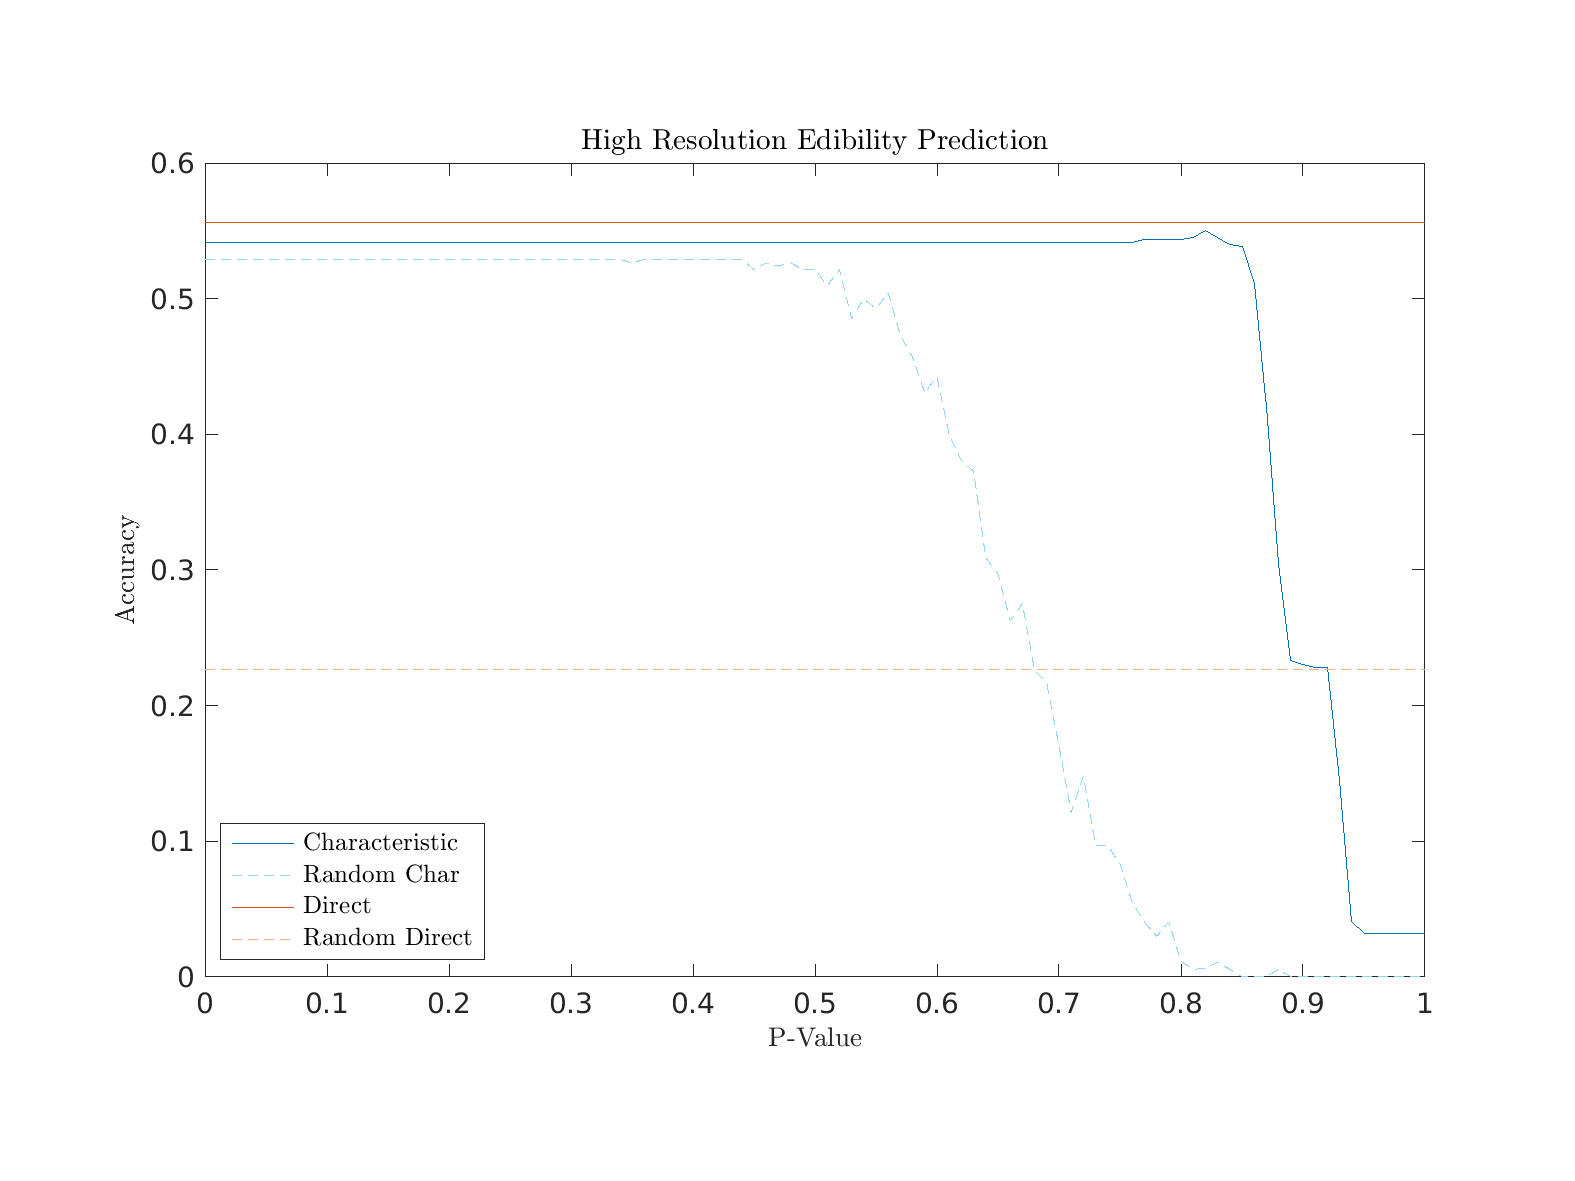 High Resolution Edibility Prediction
0.6
0.5
0.4
0.3
0.2
0.1
0
Accuracy
Characteristic
Random Char
Direct
Random Direct
0 0.1 0.2 0.3 0.4 0.5 0.6 0.7 0.8 0.9 1
P-Value